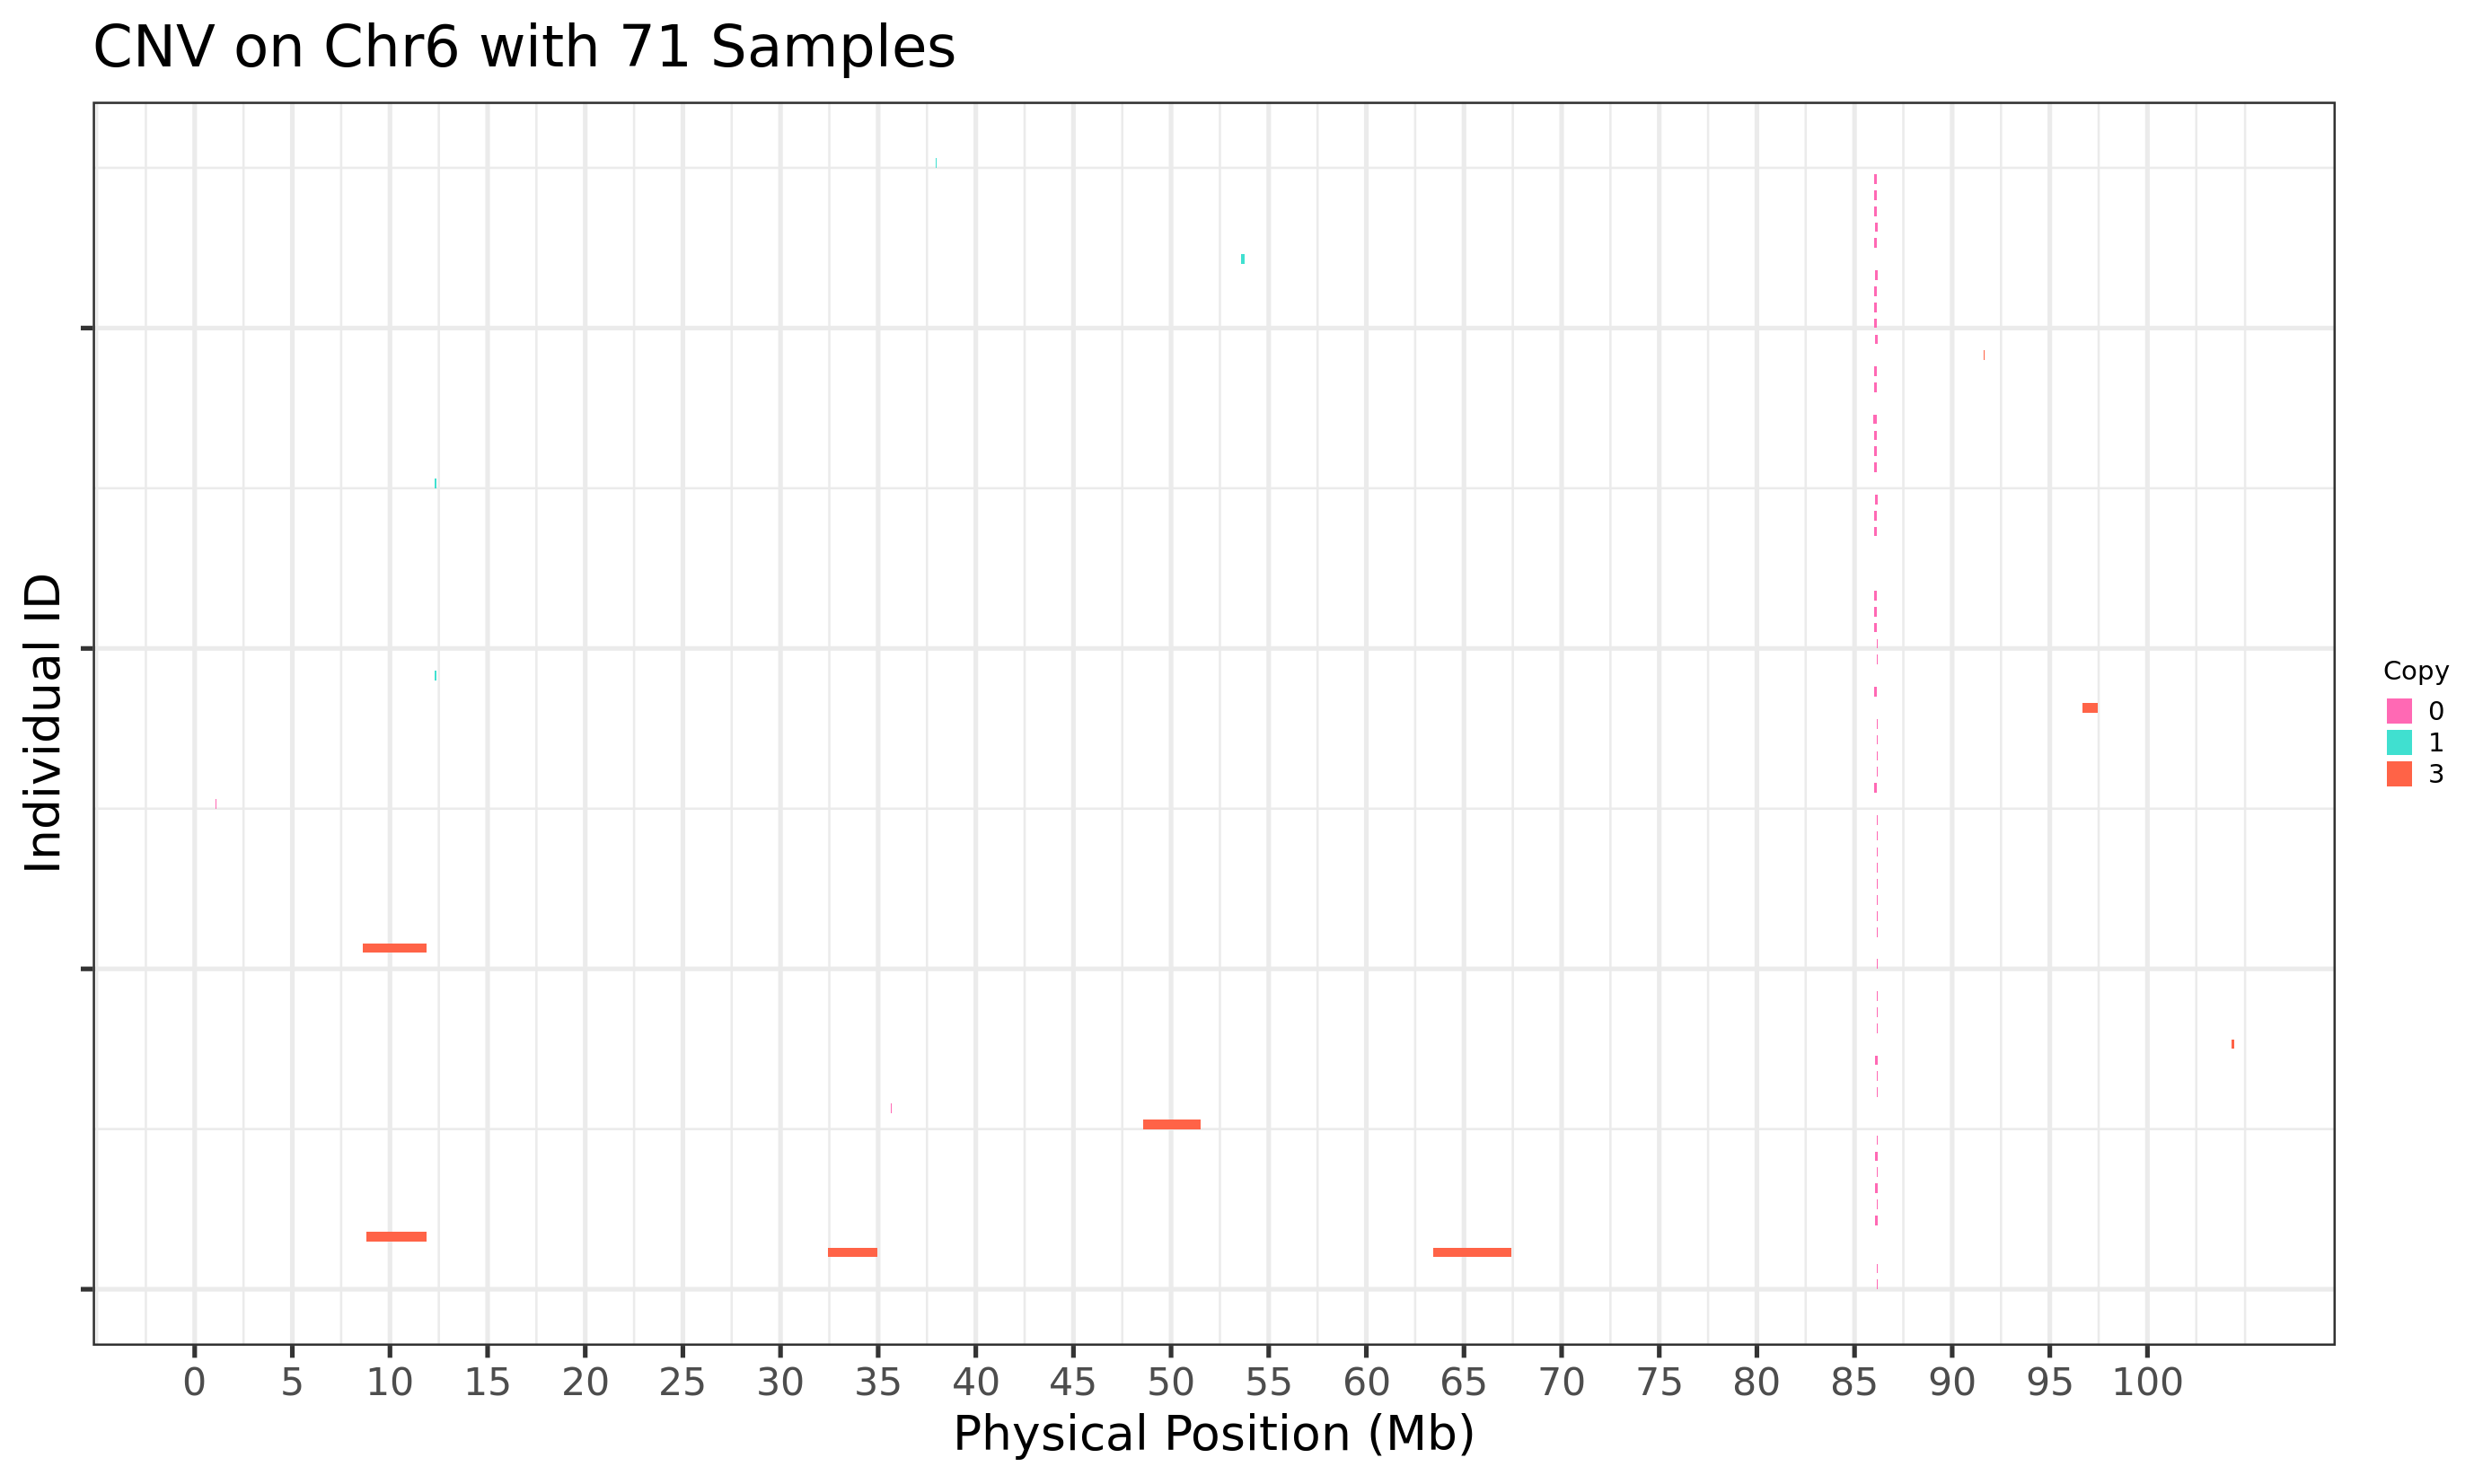 CNV on Chr6 with 71 Samples
Individual ID
Copy
0
1
3
0 5 10 15 20 25 30 35 40 45 50 55 60 65 70 75 80 85 90 95 100
Physical Position (Mb)